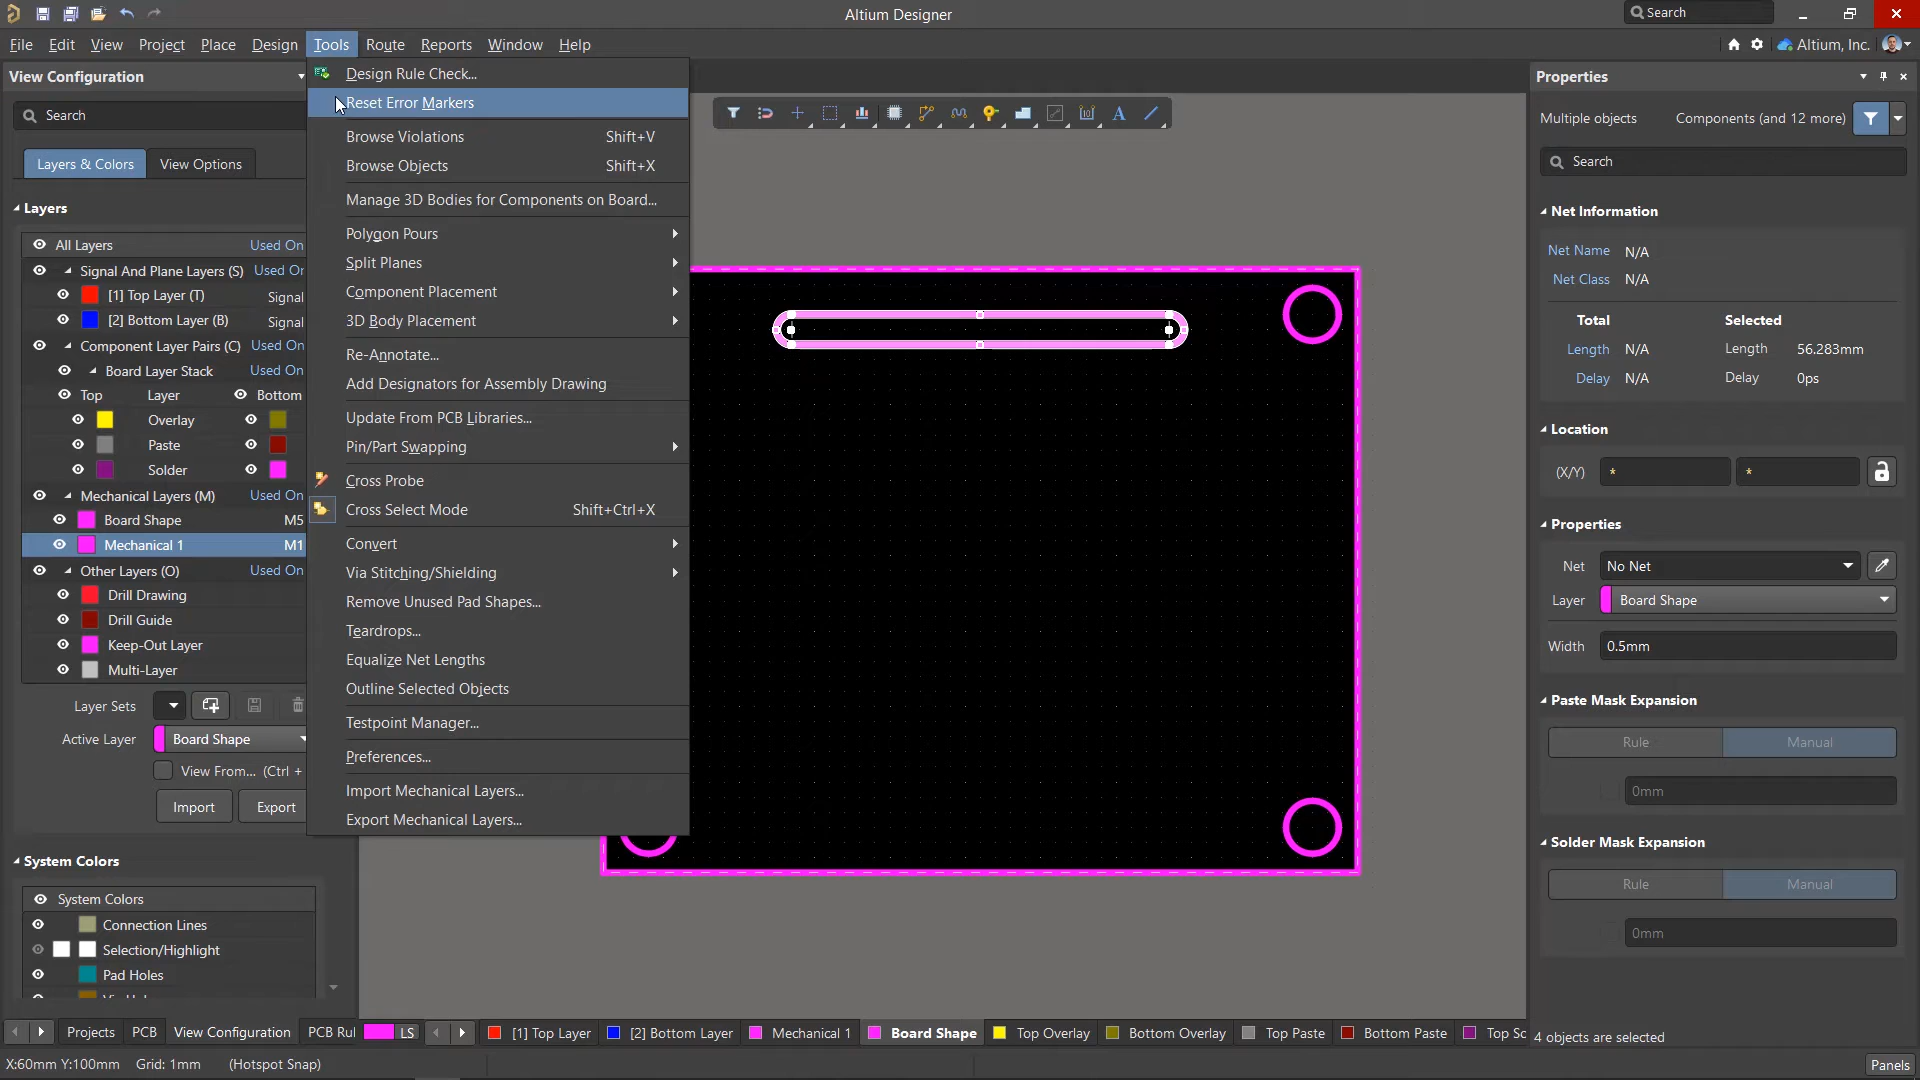 Altium Designer
Search
File Edit View Project Place Design Tools Route Reports Window Help
Altium, Inc.
View Configuration
Search
Layers & Colors View Options
Layers
All Layers Used On
Signal And Plane Layers (S) Used On
[1] Top Layer (T) Signal
[2] Bottom Layer (B) Signal
Component Layer Pairs (C) Used On
Board Layer Stack Used On
Top Layer Bottom
Overlay
Paste
Solder
Mechanical Layers (M) Used On
Board Shape M5
Mechanical 1 M1
Other Layers (O) Used On
Drill Drawing
Drill Guide
Keep-Out Layer
Multi-Layer
Layer Sets
Active Layer Board Shape
View From... (Ctrl +
Import Export
System Colors
System Colors
Connection Lines
Selection/Highlight
Pad Holes
Design Rule Check...
Reset Error Markers
Browse Violations Shift+V
Browse Objects Shift+X
Manage 3D Bodies for Components on Board...
Polygon Pours
Split Planes
Component Placement
3D Body Placement
Re-Annotate...
Add Designators for Assembly Drawing
Update From PCB Libraries...
Pin/Part Swapping
Cross Probe
Cross Select Mode Shift+Ctrl+X
Convert
Via Stitching/Shielding
Remove Unused Pad Shapes...
Teardrops...
Equalize Net Lengths
Outline Selected Objects
Testpoint Manager...
Preferences...
Import Mechanical Layers...
Export Mechanical Layers...
Properties
Multiple objects Components (and 12 more)
Search
Net Information
Net Name N/A
Net Class N/A
Total Selected
Length N/A Length 56.283mm
Delay N/A Delay 0ps
Location
(X/Y) * *
Properties
Net No Net
Layer Board Shape
Width 0.5mm
Paste Mask Expansion
Rule Manual
0mm
Solder Mask Expansion
Rule Manual
0mm
4 objects are selected
Projects PCB View Configuration PCB Rul LS [1] Top Layer [2] Bottom Layer Mechanical 1 Board Shape Top Overlay Bottom Overlay Top Paste Bottom Paste Top So
X:60mm Y:100mm Grid: 1mm (Hotspot Snap)
Panels